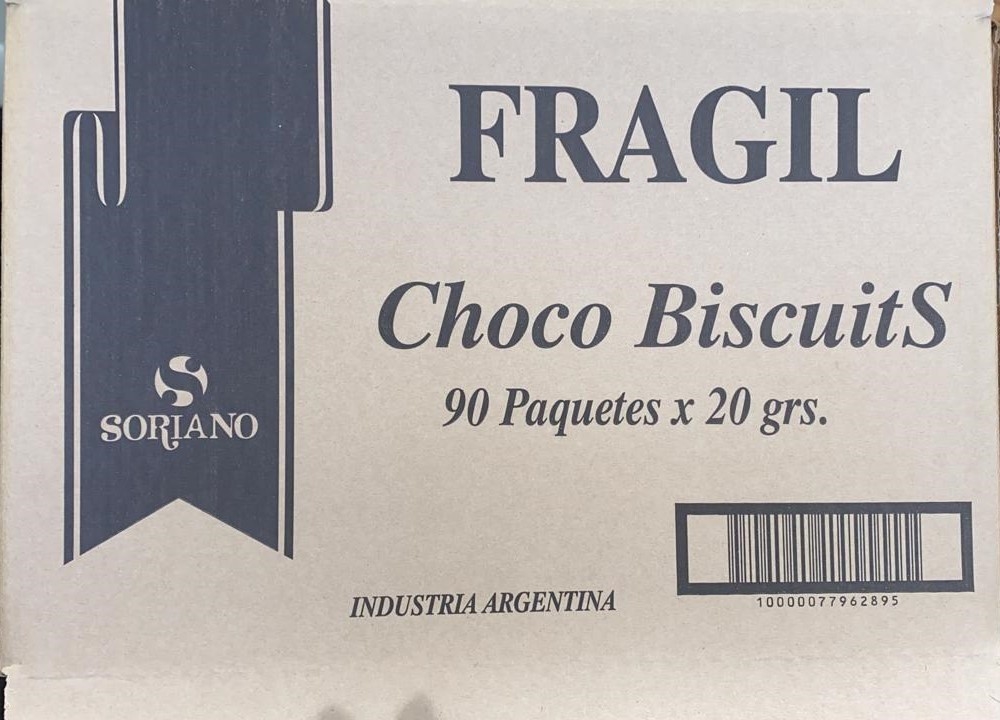 FRAGIL
Choco BiscuitS
90 Paquetes x 20 grs.
S
SORIANO
INDUSTRIA ARGENTINA
10000077962895